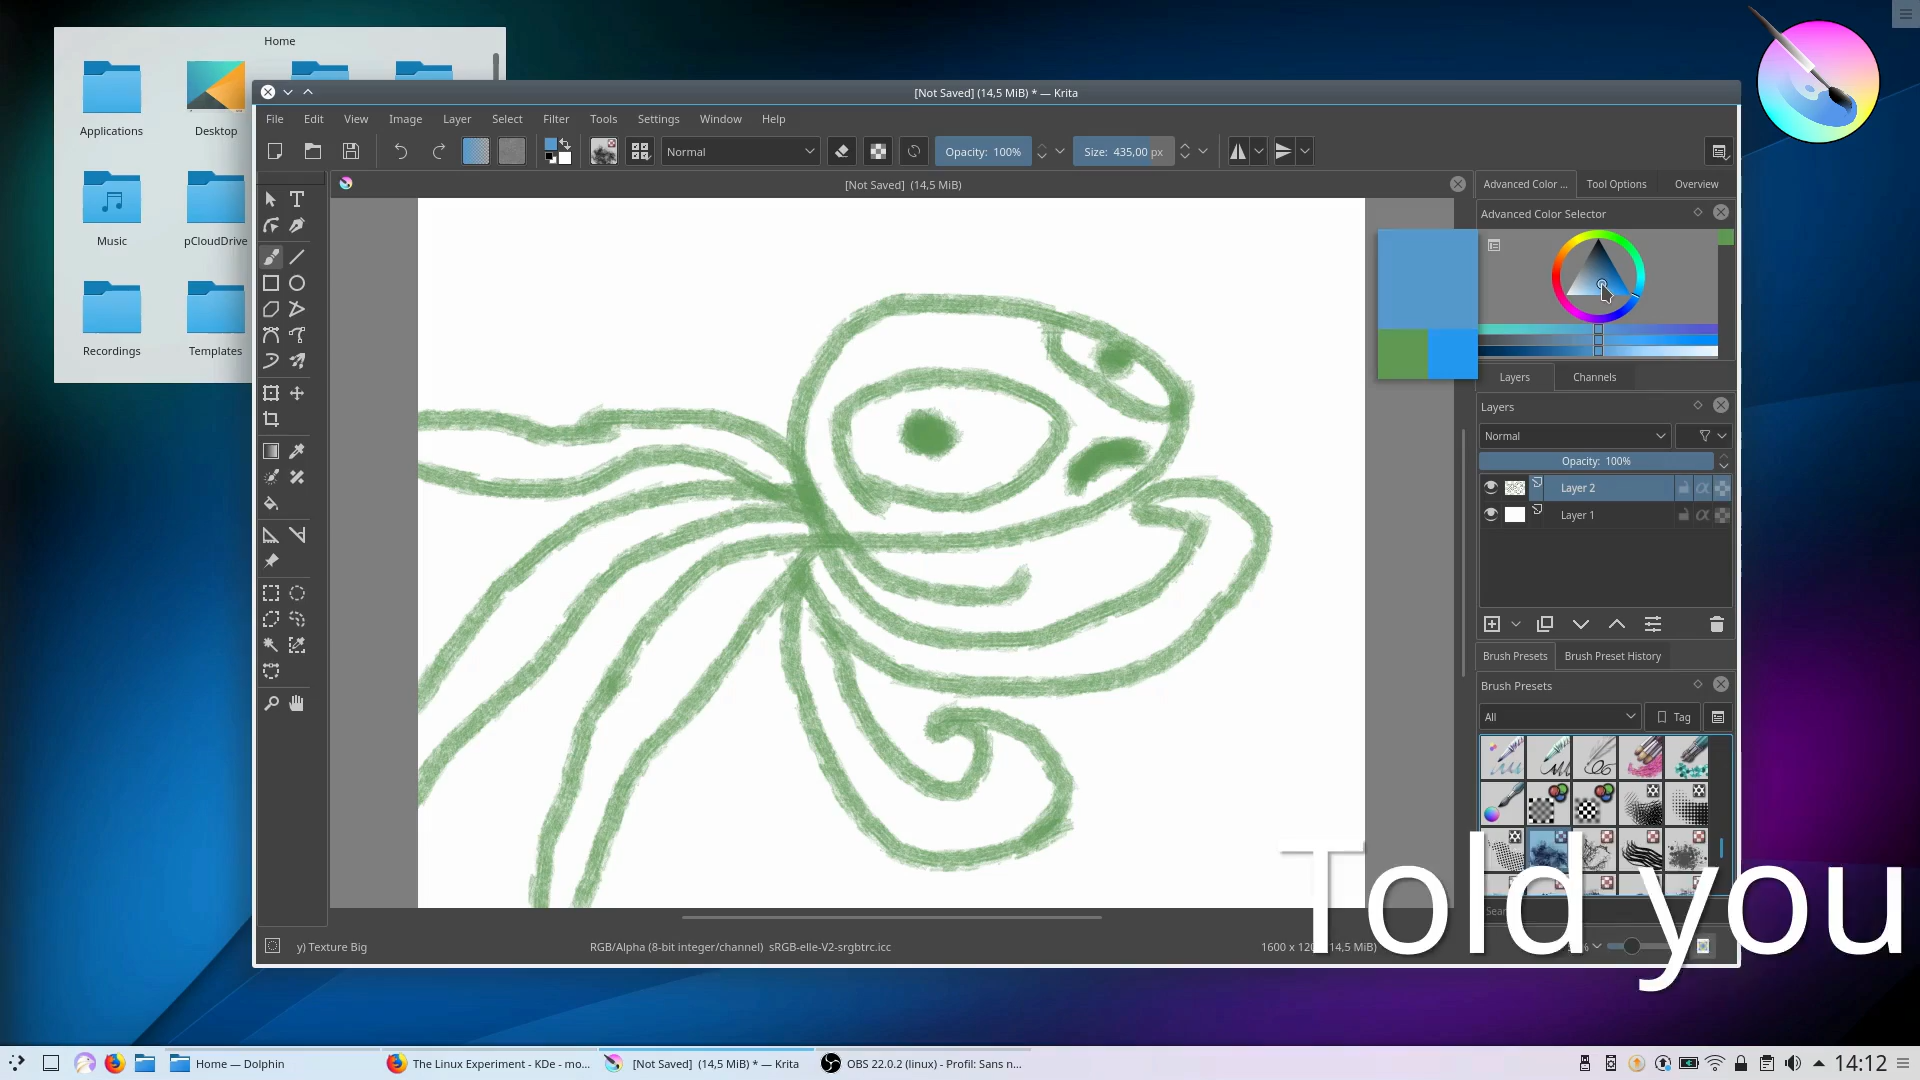 Home
Applications
Desktop
Music
pCloudDrive
Recordings
Templates
[Not Saved] (14,5 MiB) * — Krita
File Edit View Image Layer Select Filter Tools Settings Window Help
Normal
Opacity: 100%
Size: 435,00 px
[Not Saved] (14,5 MiB)
Advanced Color ... Tool Options Overview
Advanced Color Selector
Layers Channels
Layers
Normal
Opacity: 100%
Layer 2
Layer 1
Brush Presets Brush Preset History
Brush Presets
All
Tag
Told you
y) Texture Big
RGB/Alpha (8-bit integer/channel) sRGB-elle-V2-srgbtrc.icc
Home — Dolphin
The Linux Experiment - KDe - mo...
[Not Saved] (14,5 MiB) * — Krita
OBS 22.0.2 (linux) - Profil: Sans n...
14:12